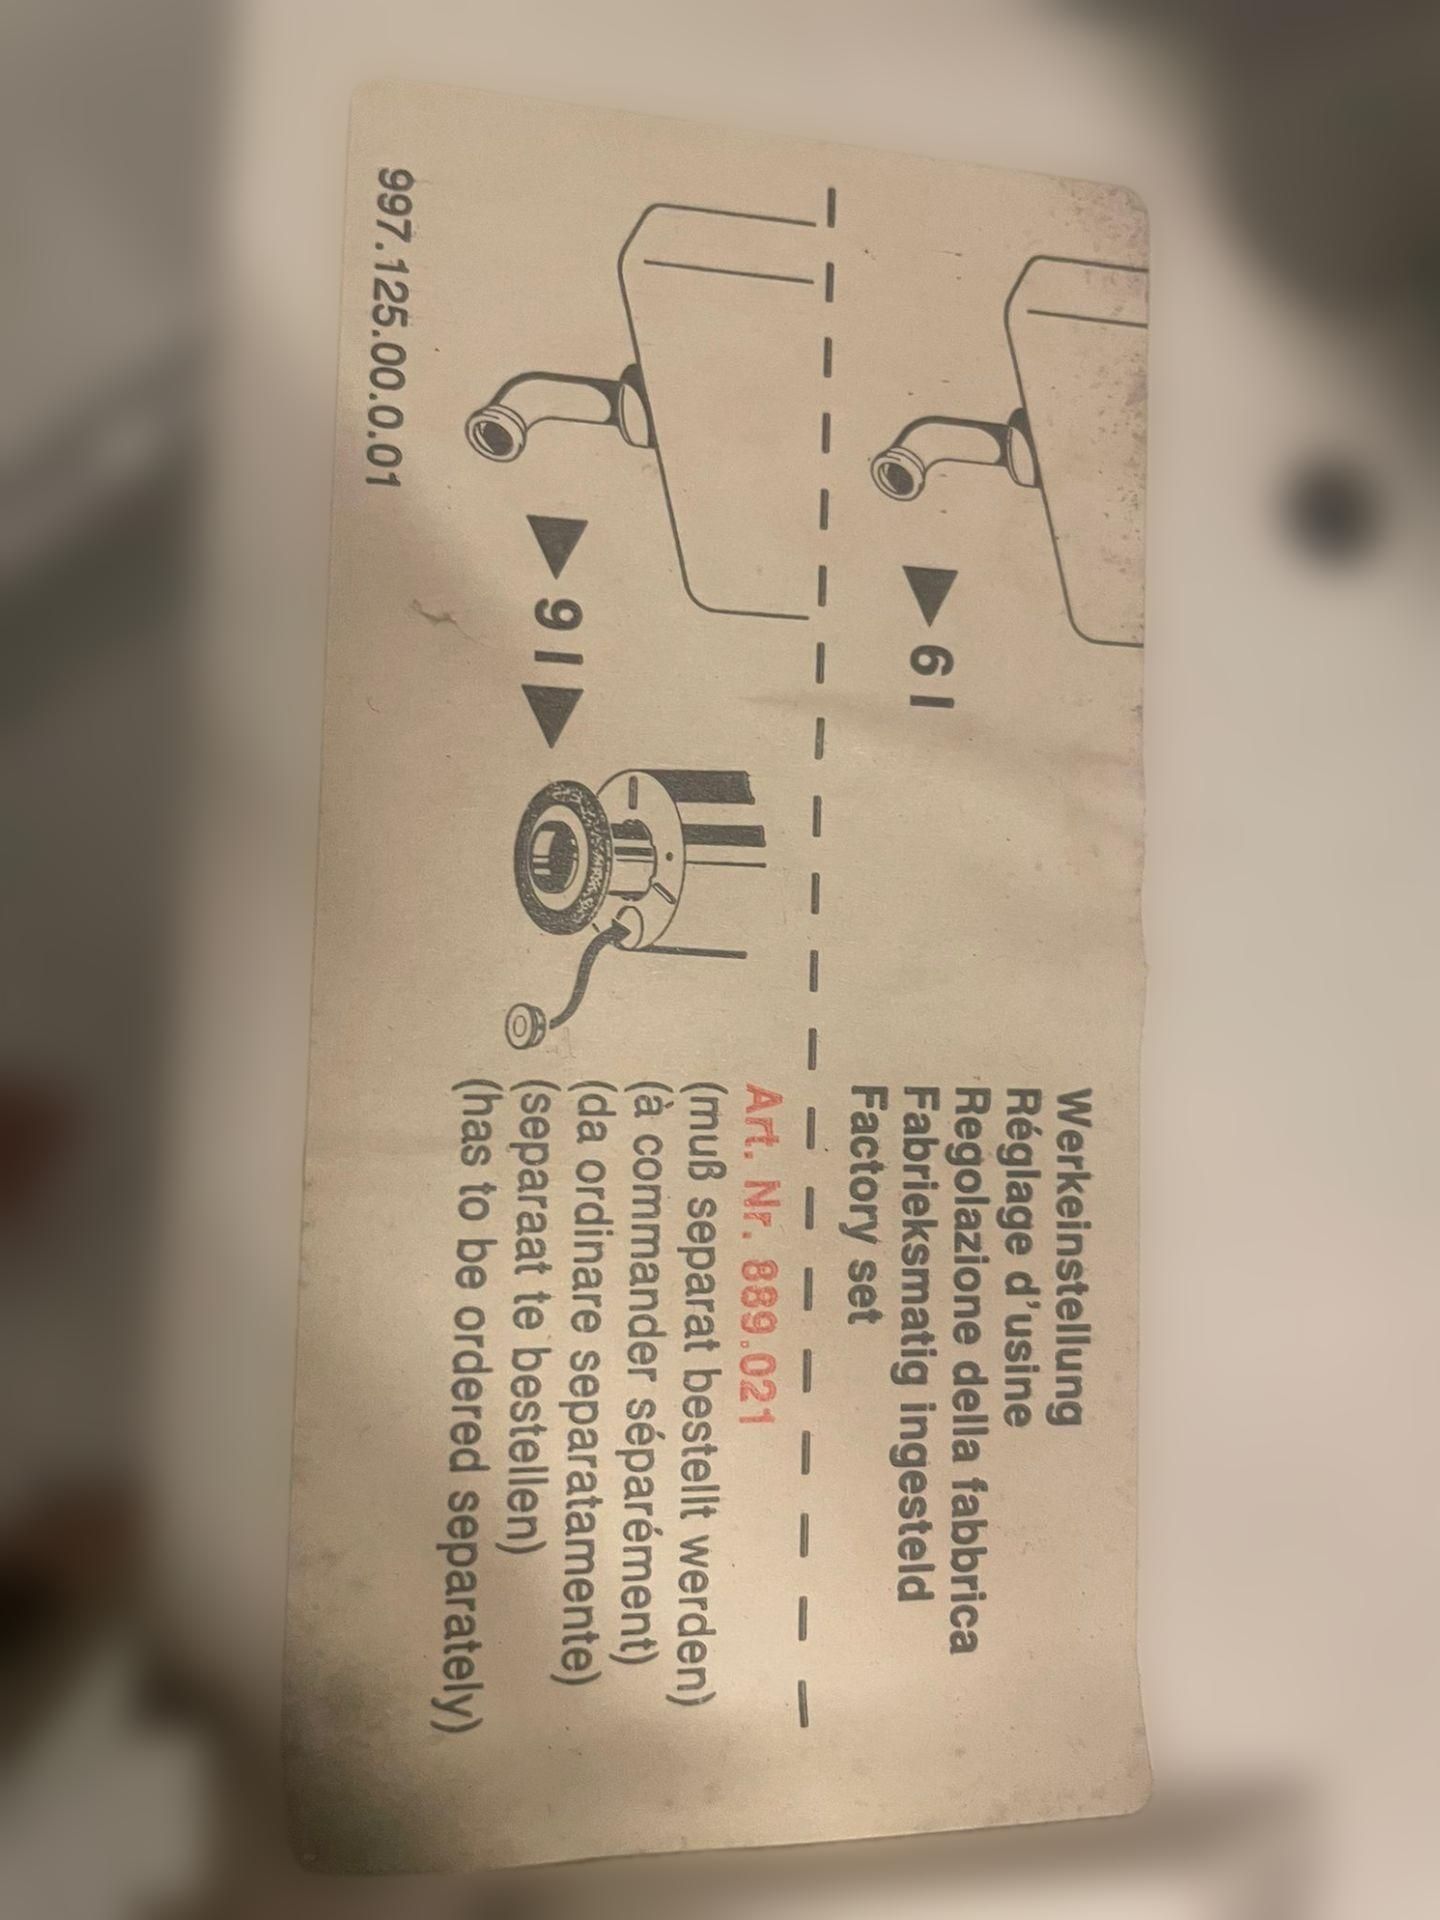 ▶ 6 l
Werkeinstellung
Réglage d'usine
Regolazione della fabbrica
Fabrieksmatig ingesteld
Factory set
▶ 9 l ▶
Art. Nr. 889.021
(muß separat bestellt werden)
(à commander séparément)
(da ordinare separatamente)
(separaat te bestellen)
(has to be ordered separately)
997.125.00.0.01